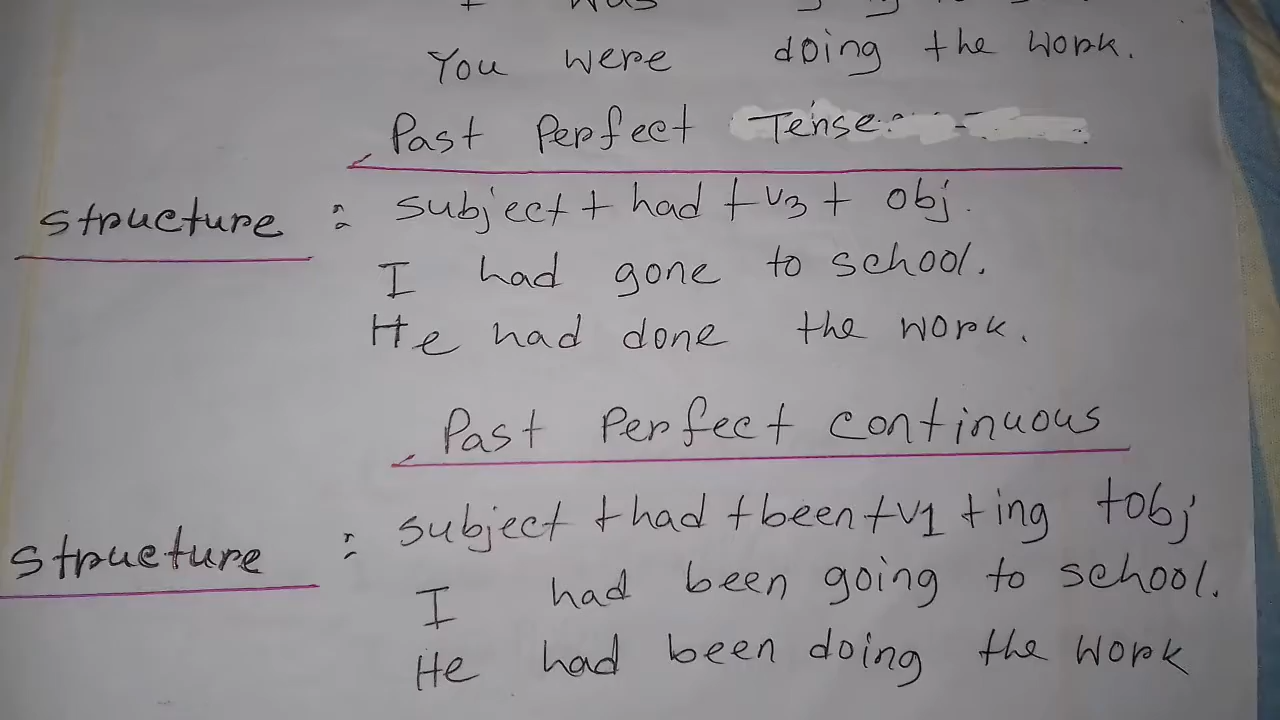 You were doing the work.
Past Perfect Tense.
structure : subject + had + v3 + obj.
I had gone to school.
He had done the work.
Past Perfect continuous
structure : subject + had + been + v1 + ing + obj
I had been going to school.
He had been doing the work